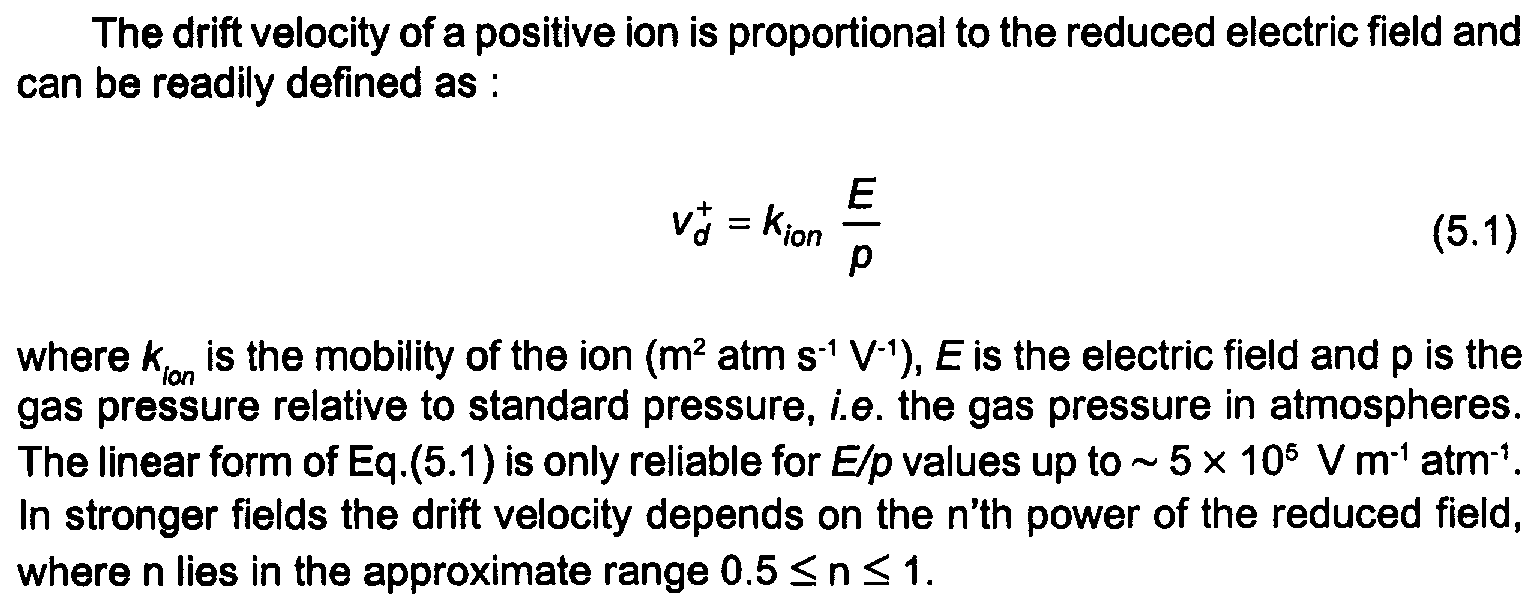 The drift velocity of a positive ion is proportional to the reduced electric field and
can be readily defined as :
v_d^+ = k_ion E/p (5.1)
where k_ion is the mobility of the ion (m² atm s⁻¹ V⁻¹), E is the electric field and p is the
gas pressure relative to standard pressure, i.e. the gas pressure in atmospheres.
The linear form of Eq.(5.1) is only reliable for E/p values up to ~ 5 × 10⁵ V m⁻¹ atm⁻¹.
In stronger fields the drift velocity depends on the n'th power of the reduced field,
where n lies in the approximate range 0.5 ≤ n ≤ 1.